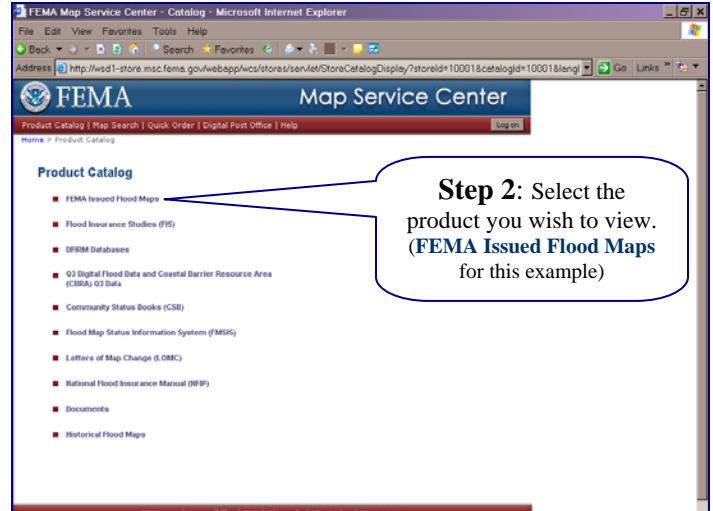 FEMA Map Service Center - Catalog - Microsoft Internet Explorer
File Edit View Favorites Tools Help
Back Search Favorites
Address http://wsd1-store.msc.fema.gov/webapp/wcs/stores/servlet/StoreCatalogDisplay?storeId=10001&catalogId=10001&langI Go Links »
FEMA Map Service Center
Product Catalog | Map Search | Quick Order | Digital Post Office | Help Log on
Home > Product Catalog
Product Catalog
FEMA Issued Flood Maps
Flood Insurance Studies (FIS)
DFIRM Databases
Q3 Digital Flood Data and Coastal Barrier Resource Area
(CBRA) Q3 Data
Community Status Books (CSB)
Flood Map Status Information System (FMSIS)
Letters of Map Change (LOMC)
National Flood Insurance Manual (NFIP)
Documents
Historical Flood Maps
Step 2: Select the
product you wish to view.
(FEMA Issued Flood Maps
for this example)